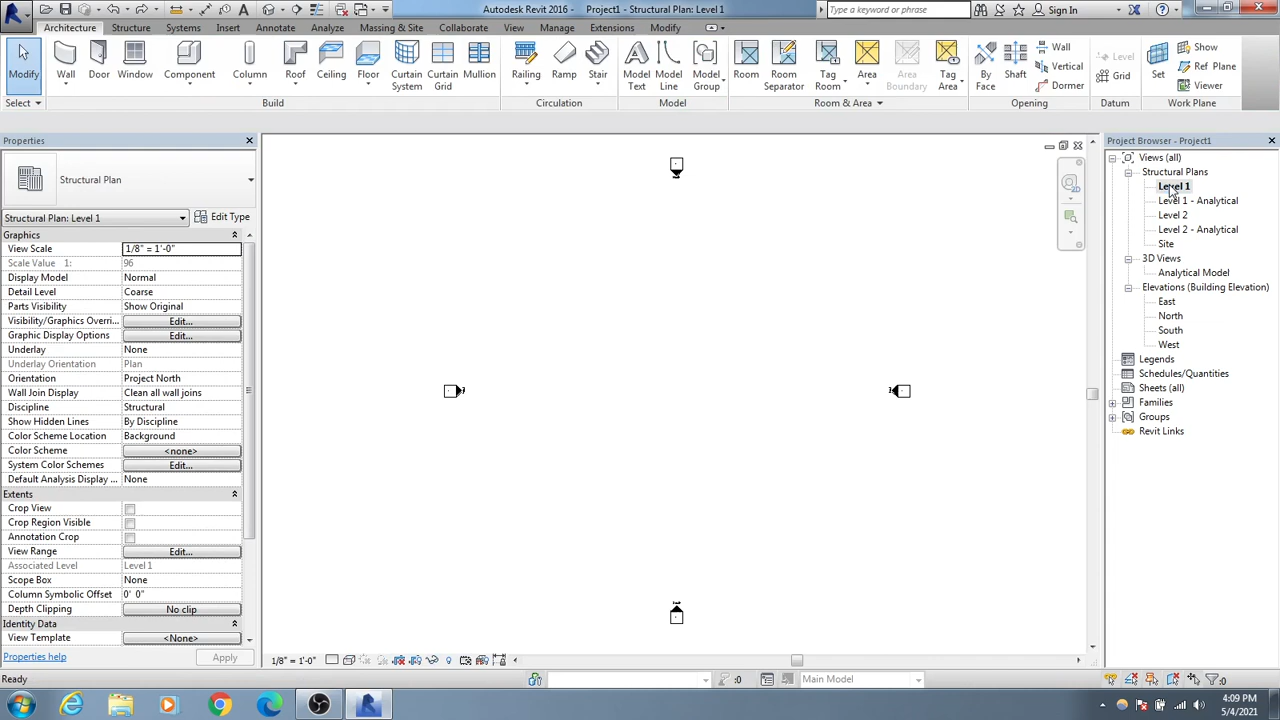 Autodesk Revit 2016 - Project1 - Structural Plan: Level 1
Type a keyword or phrase
Sign In
Architecture Structure Systems Insert Annotate Analyze Massing & Site Collaborate View Manage Extensions Modify
Modify Wall Door Window Component Column Roof Ceiling Floor Curtain System Curtain Grid Mullion Railing Ramp Stair Model Text Model Line Model Group Room Room Separator Tag Room Area Area Boundary Tag Area By Face Shaft Wall Vertical Dormer Level Grid Set Show Ref Plane Viewer
Select Build Circulation Model Room & Area Opening Datum Work Plane
Properties
Structural Plan
Structural Plan: Level 1 Edit Type
Graphics
View Scale 1/8" = 1'-0"
Scale Value 1: 96
Display Model Normal
Detail Level Coarse
Parts Visibility Show Original
Visibility/Graphics Overri... Edit...
Graphic Display Options Edit...
Underlay None
Underlay Orientation Plan
Orientation Project North
Wall Join Display Clean all wall joins
Discipline Structural
Show Hidden Lines By Discipline
Color Scheme Location Background
Color Scheme <none>
System Color Schemes Edit...
Default Analysis Display ... None
Extents
Crop View
Crop Region Visible
Annotation Crop
View Range Edit...
Associated Level Level 1
Scope Box None
Column Symbolic Offset 0' 0"
Depth Clipping No clip
Identity Data
View Template <None>
Properties help Apply
1/8" = 1'-0"
Ready
:0
Main Model
:0
Project Browser - Project1
Views (all)
Structural Plans
Level 1
Level 1 - Analytical
Level 2
Level 2 - Analytical
Site
3D Views
Analytical Model
Elevations (Building Elevation)
East
North
South
West
Legends
Schedules/Quantities
Sheets (all)
Families
Groups
Revit Links
4:09 PM
5/4/2021